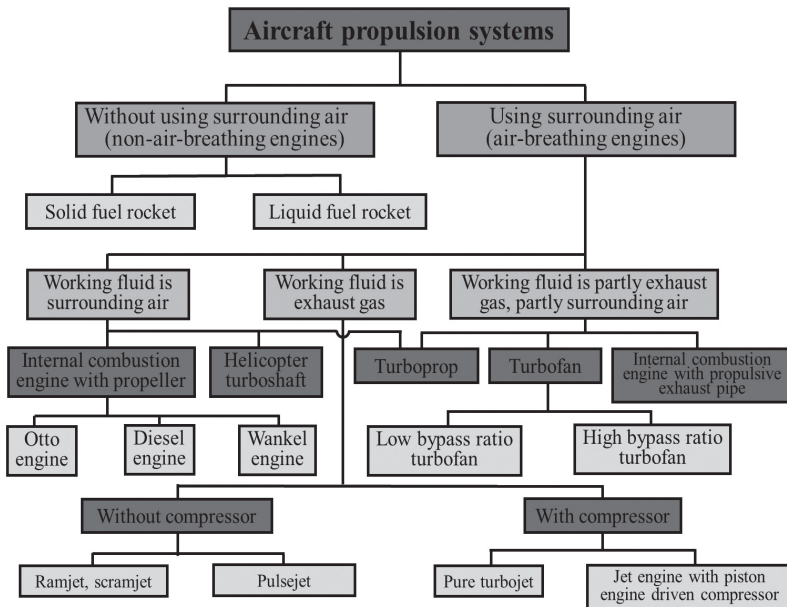 Aircraft propulsion systems
Without using surrounding air
(non-air-breathing engines)
Using surrounding air
(air-breathing engines)
Solid fuel rocket
Liquid fuel rocket
Working fluid is
surrounding air
Working fluid is
exhaust gas
Working fluid is partly exhaust
gas, partly surrounding air
Internal combustion
engine with propeller
Helicopter
turboshaft
Turboprop
Turbofan
Internal combustion
engine with propulsive
exhaust pipe
Otto
engine
Diesel
engine
Wankel
engine
Low bypass ratio
turbofan
High bypass ratio
turbofan
Without compressor
With compressor
Ramjet, scramjet
Pulsejet
Pure turbojet
Jet engine with piston
engine driven compressor